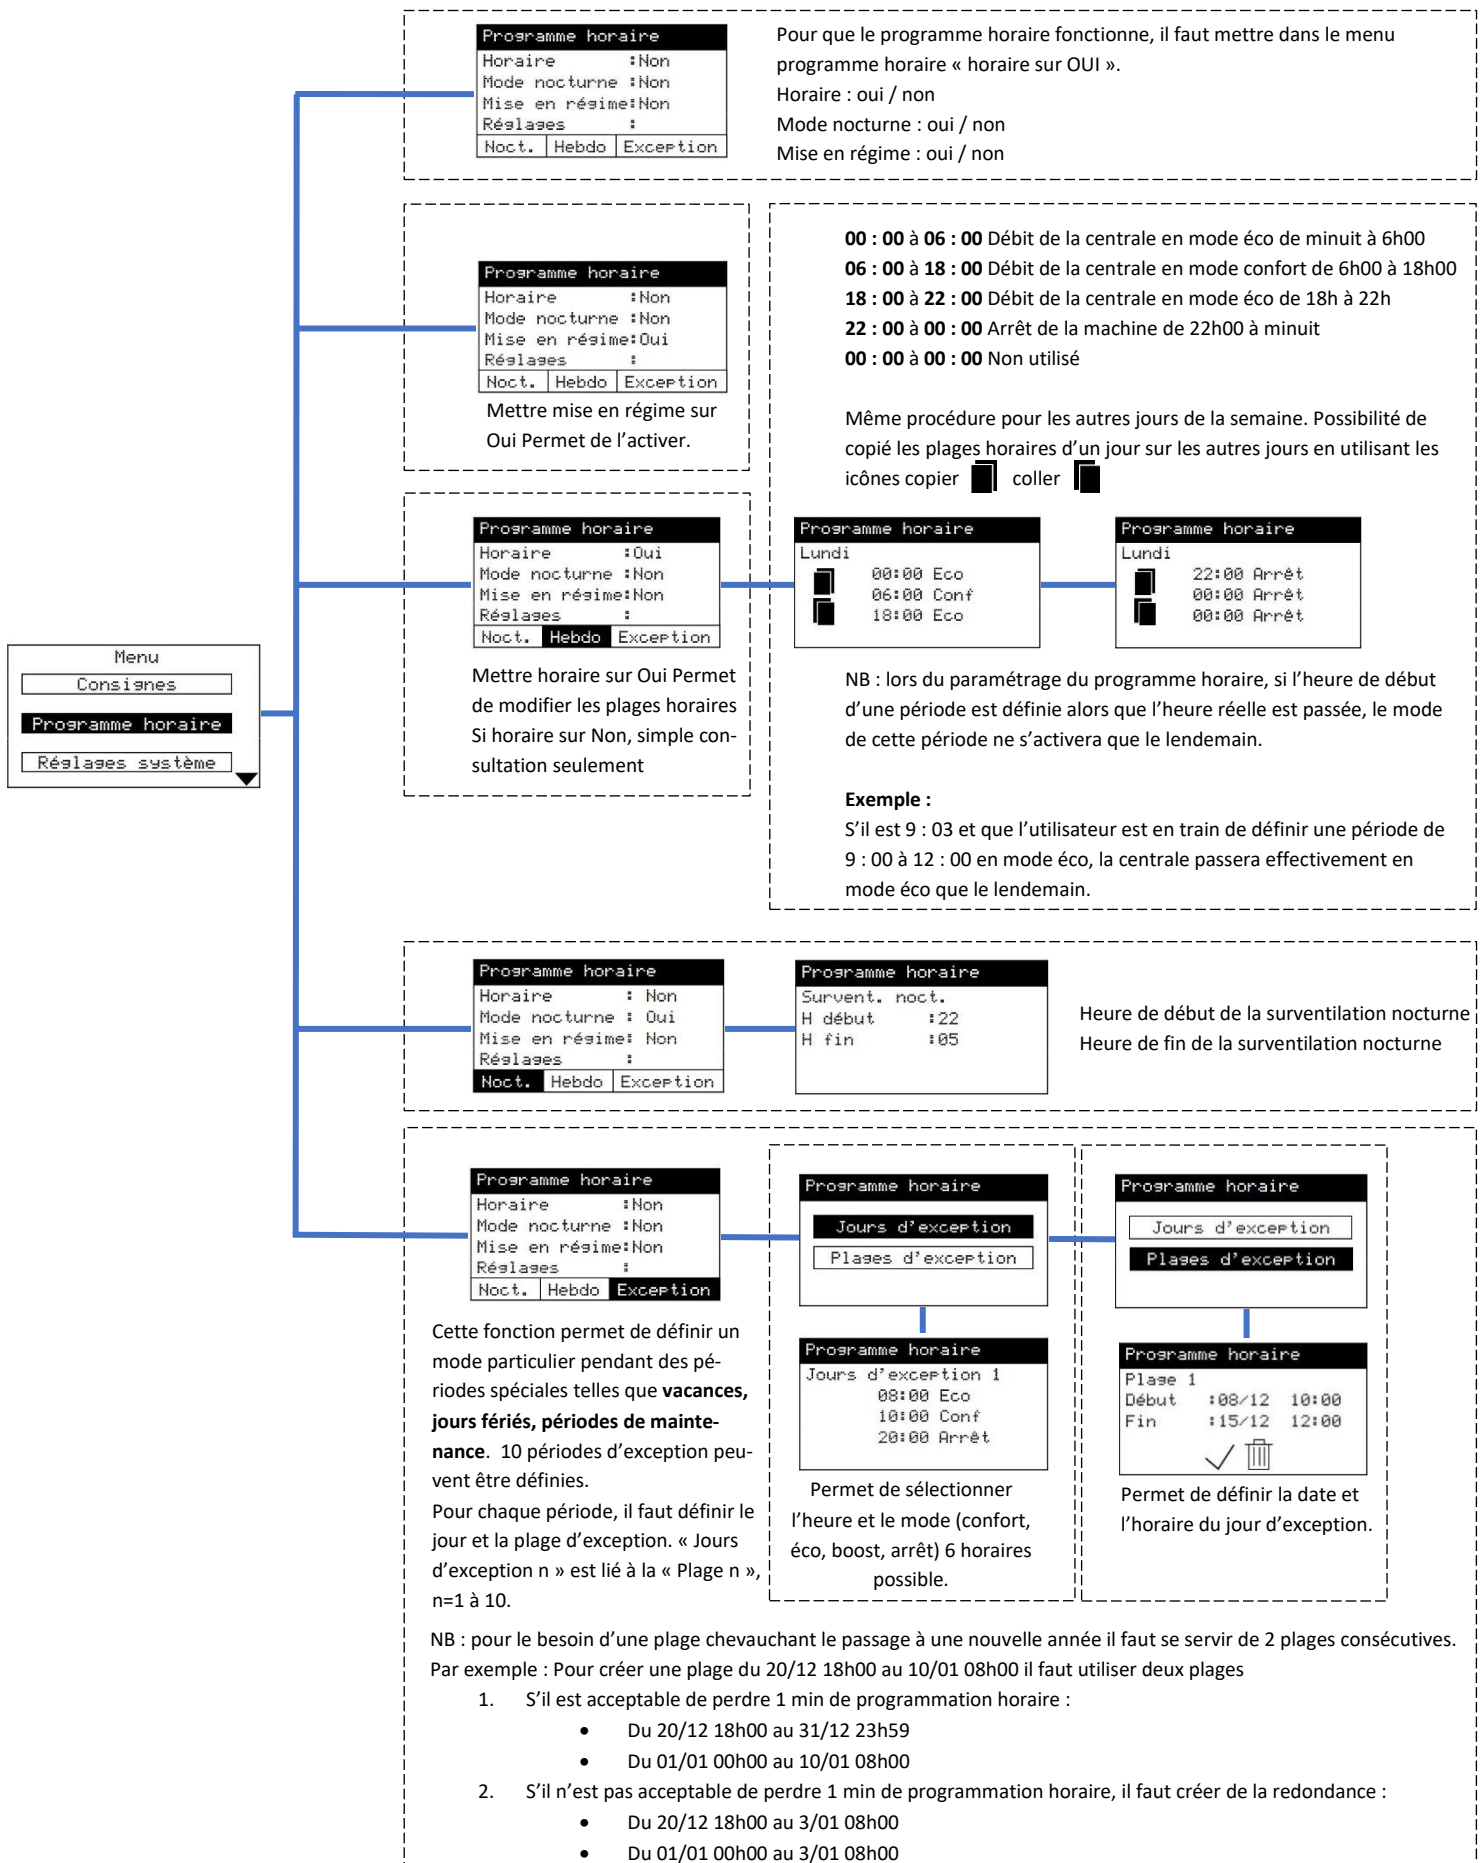 Programme horaire
Horaire :Non
Mode nocturne :Non
Mise en régime:Non
Réglages :
Noct. Hebdo Exception
Pour que le programme horaire fonctionne, il faut mettre dans le menu
programme horaire « horaire sur OUI ».
Horaire : oui / non
Mode nocturne : oui / non
Mise en régime : oui / non
Programme horaire
Horaire :Non
Mode nocturne :Non
Mise en régime:Oui
Réglages :
Noct. Hebdo Exception
Mettre mise en régime sur
Oui Permet de l’activer.
00 : 00 à 06 : 00 Débit de la centrale en mode éco de minuit à 6h00
06 : 00 à 18 : 00 Débit de la centrale en mode confort de 6h00 à 18h00
18 : 00 à 22 : 00 Débit de la centrale en mode éco de 18h à 22h
22 : 00 à 00 : 00 Arrêt de la machine de 22h00 à minuit
00 : 00 à 00 : 00 Non utilisé
Même procédure pour les autres jours de la semaine. Possibilité de
copié les plages horaires d’un jour sur les autres jours en utilisant les
icônes copier coller
Programme horaire
Horaire :Oui
Mode nocturne :Non
Mise en régime:Non
Réglages :
Noct. Hebdo Exception
Mettre horaire sur Oui Permet
de modifier les plages horaires
Si horaire sur Non, simple con-
sultation seulement
Programme horaire
Lundi
00:00 Eco
06:00 Conf
18:00 Eco
Programme horaire
Lundi
22:00 Arrêt
00:00 Arrêt
00:00 Arrêt
NB : lors du paramétrage du programme horaire, si l’heure de début
d’une période est définie alors que l’heure réelle est passée, le mode
de cette période ne s’activera que le lendemain.
Exemple :
S’il est 9 : 03 et que l’utilisateur est en train de définir une période de
9 : 00 à 12 : 00 en mode éco, la centrale passera effectivement en
mode éco que le lendemain.
Menu
Consignes
Programme horaire
Réglages système
Programme horaire
Horaire : Non
Mode nocturne : Oui
Mise en régime: Non
Réglages :
Noct. Hebdo Exception
Programme horaire
Survent. noct.
H début :22
H fin :05
Heure de début de la surventilation nocturne
Heure de fin de la surventilation nocturne
Programme horaire
Horaire :Non
Mode nocturne :Non
Mise en régime:Non
Réglages :
Noct. Hebdo Exception
Cette fonction permet de définir un
mode particulier pendant des pé-
riodes spéciales telles que vacances,
jours fériés, périodes de mainte-
nance. 10 périodes d’exception peu-
vent être définies.
Pour chaque période, il faut définir le
jour et la plage d’exception. « Jours
d’exception n » est lié à la « Plage n »,
n=1 à 10.
Programme horaire
Jours d’exception
Plages d’exception
Programme horaire
Jours d’exception 1
08:00 Eco
10:00 Conf
20:00 Arrêt
Permet de sélectionner
l’heure et le mode (confort,
éco, boost, arrêt) 6 horaires
possible.
Programme horaire
Jours d’exception
Plages d’exception
Programme horaire
Plage 1
Début :08/12 10:00
Fin :15/12 12:00
Permet de définir la date et
l’horaire du jour d’exception.
NB : pour le besoin d’une plage chevauchant le passage à une nouvelle année il faut se servir de 2 plages consécutives.
Par exemple : Pour créer une plage du 20/12 18h00 au 10/01 08h00 il faut utiliser deux plages
1. S’il est acceptable de perdre 1 min de programmation horaire :
• Du 20/12 18h00 au 31/12 23h59
• Du 01/01 00h00 au 10/01 08h00
2. S’il n’est pas acceptable de perdre 1 min de programmation horaire, il faut créer de la redondance :
• Du 20/12 18h00 au 3/01 08h00
• Du 01/01 00h00 au 3/01 08h00